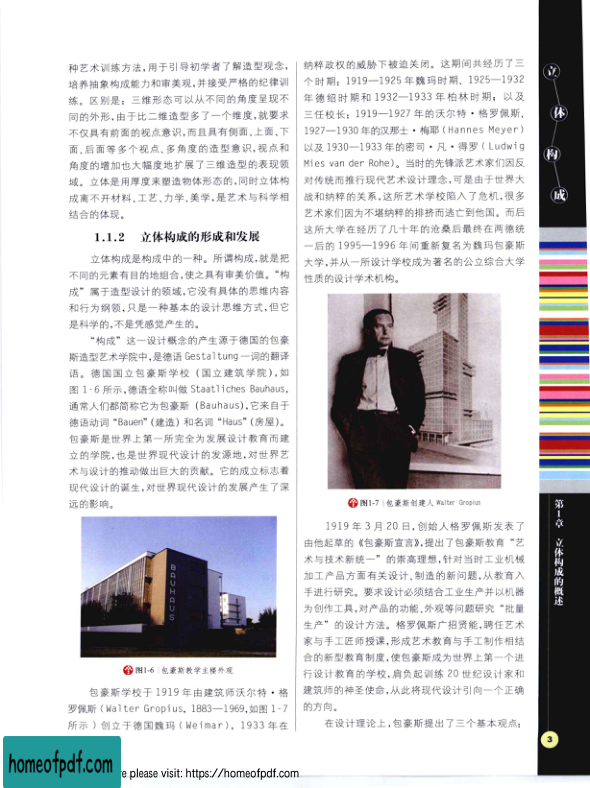 种艺术训练方法,用于引导初学者了解造型观念,
培养抽象构成能力和审美观,并接受严格的纪律训
练。区别是：三维形态可以从不同的角度呈现不
同的外形,由于比二维造型多了一个维度,就要求
不仅具有前面的视点意识,而且具有侧面、上面、下
面、后面等多个视点、多角度的造型意识,视点和
角度的增加也大幅度地扩展了三维造型的表现领
域。立体是用厚度来塑造物体形态的,同时立体构
成离不开材料、工艺、力学、美学,是艺术与科学相
结合的体现。
1.1.2 立体构成的形成和发展
立体构成是构成中的一种。所谓构成,就是把
不同的元素有目的地组合,使之具有审美价值。“构
成”属于造型设计的领域,它没有具体的思维内容
和行为纲领,只是一种基本的设计思维方式,但它
是科学的,不是凭感觉产生的。
“构成”这一设计概念的产生源于德国的包豪
斯造型艺术学院中,是德语 Gestaltung 一词的翻译
语。德国国立包豪斯学校（国立建筑学院）,如
图 1-6 所示,德语全称叫做 Staatliches Bauhaus,
通常人们都简称它为包豪斯（Bauhaus）,它来自于
德语动词“Bauen”(建造) 和名词“Haus”(房屋)。
包豪斯是世界上第一所完全为发展设计教育而建
立的学院,也是世界现代设计的发源地,对世界艺
术与设计的推动做出巨大的贡献。它的成立标志着
现代设计的诞生,对世界现代设计的发展产生了深
远的影响。
BAUHAUS
图1-6 | 包豪斯教学主楼外观
包豪斯学校于 1919 年由建筑师沃尔特·格
罗佩斯（Walter Gropius, 1883—1969,如图 1-7
所示）创立于德国魏玛（Weimar）。1933 年在
纳粹政权的威胁下被迫关闭。这期间共经历了三
个时期：1919—1925 年魏玛时期、1925—1932
年德绍时期和 1932—1933 年柏林时期；以及
三任校长：1919—1927 年的沃尔特·格罗佩斯、
1927—1930 年的汉那士·梅耶（Hannes Meyer）
以及 1930—1933 年的密司·凡·得罗（Ludwig
Mies van der Rohe）。当时的先锋派艺术家们因反
对传统而推行现代艺术设计理念,可是由于世界大
战和纳粹的关系,这所艺术学校陷入了危机,很多
艺术家们因为不堪纳粹的排挤而逃亡到他国。而后
这所大学在经历了几十年的沧桑后最终在两德统
一后的 1995—1996 年间重新复名为魏玛包豪斯
大学,并从一所设计学校成为著名的公立综合大学
性质的设计学术机构。
图1-7 | 包豪斯创建人 Walter Gropius
1919 年 3 月 20 日,创始人格罗佩斯发表了
由他起草的《包豪斯宣言》,提出了包豪斯教育“艺
术与技术新统一”的崇高理想,针对当时工业机械
加工产品方面有关设计、制造的新问题,从教育入
手进行研究。要求设计必须结合工业生产并以机器
为创作工具,对产品的功能、外观等问题研究“批量
生产”的设计方法。格罗佩斯广招贤能,聘任艺术
家与手工匠师授课,形成艺术教育与手工制作相结
合的新型教育制度,使包豪斯成为世界上第一个进
行设计教育的学校,肩负起训练 20 世纪设计家和
建筑师的神圣使命,从此将现代设计引向一个正确
的方向。
在设计理论上,包豪斯提出了三个基本观点：
立体构成
第1章 立体构成的概述
3
homeofpdf.com
re please visit: https://homeofpdf.com